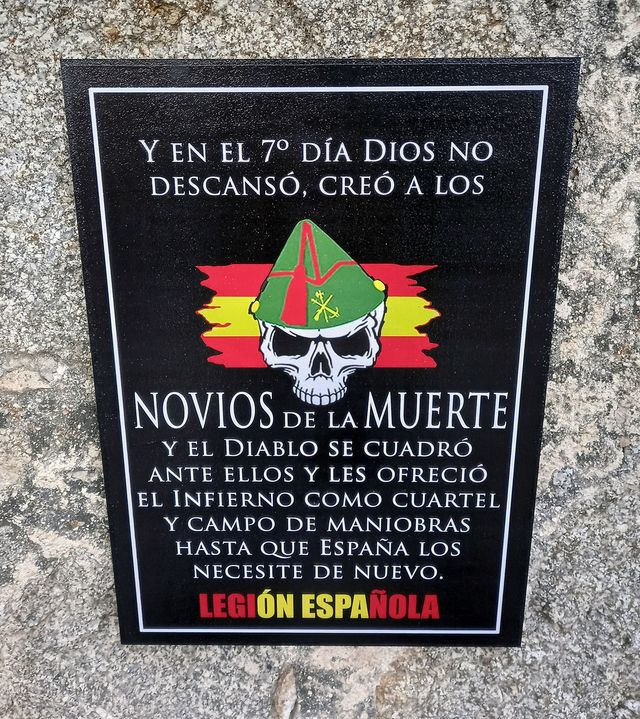 Y EN EL 7º DÍA DIOS NO
DESCANSÓ, CREÓ A LOS
NOVIOS DE LA MUERTE
Y EL DIABLO SE CUADRÓ
ANTE ELLOS Y LES OFRECIÓ
EL INFIERNO COMO CUARTEL
Y CAMPO DE MANIOBRAS
HASTA QUE ESPAÑA LOS
NECESITE DE NUEVO.
LEGIÓN ESPAÑOLA